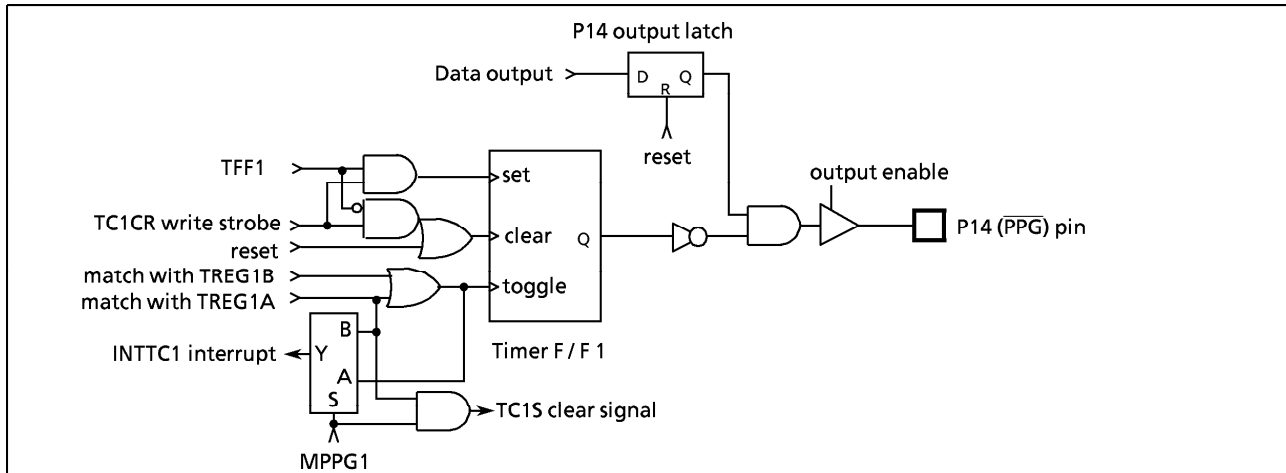 P14 output latch
Data output
D Q
R
reset
TFF1
set
output enable
TC1CR write strobe
clear
Q
P14 (P̅P̅G̅) pin
reset
match with TREG1B
toggle
match with TREG1A
B
INTTC1 interrupt
Y
Timer F / F 1
A
S
TC1S clear signal
MPPG1